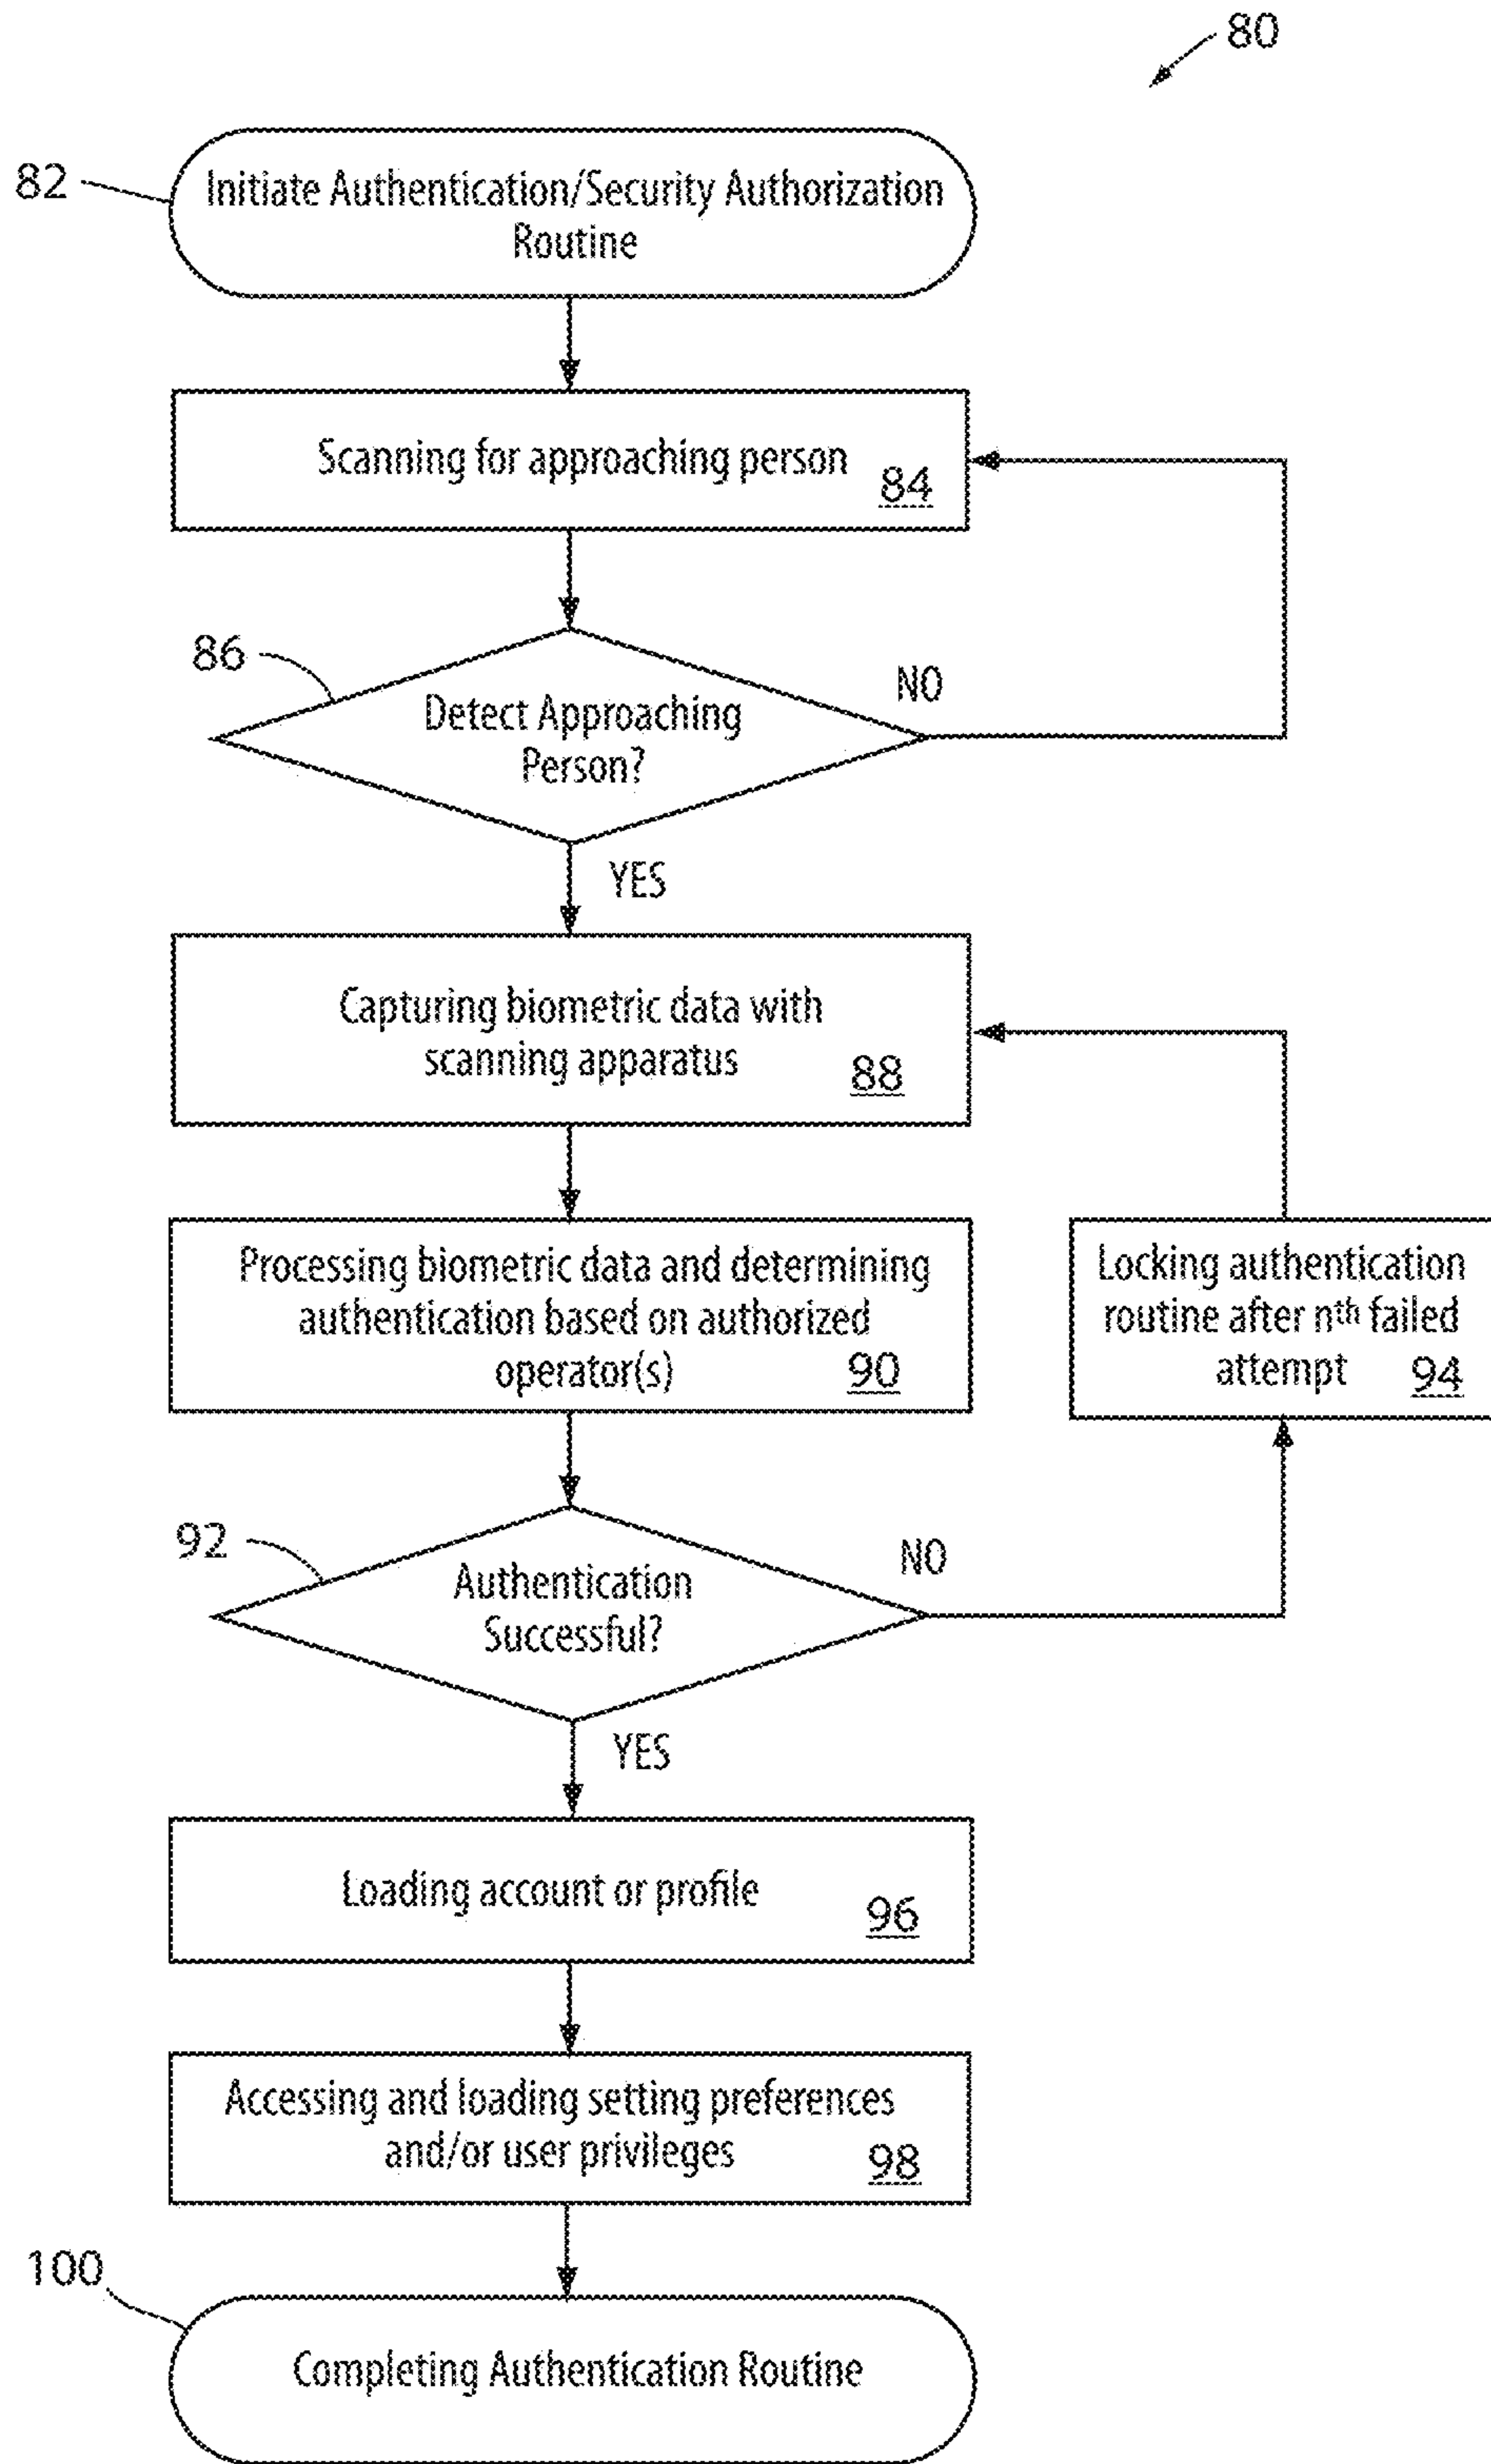 80
82
Initiate Authentication/Security Authorization
Routine
Scanning for approaching person
84
86
Detect Approaching
Person?
NO
YES
Capturing biometric data with
scanning apparatus
88
Processing biometric data and determining
authentication based on authorized
operator(s)
90
Locking authentication
routine after nth failed
attempt
94
92
Authentication
Successful?
NO
YES
Loading account or profile
96
Accessing and loading setting preferences
and/or user privileges
98
100
Completing Authentication Routine